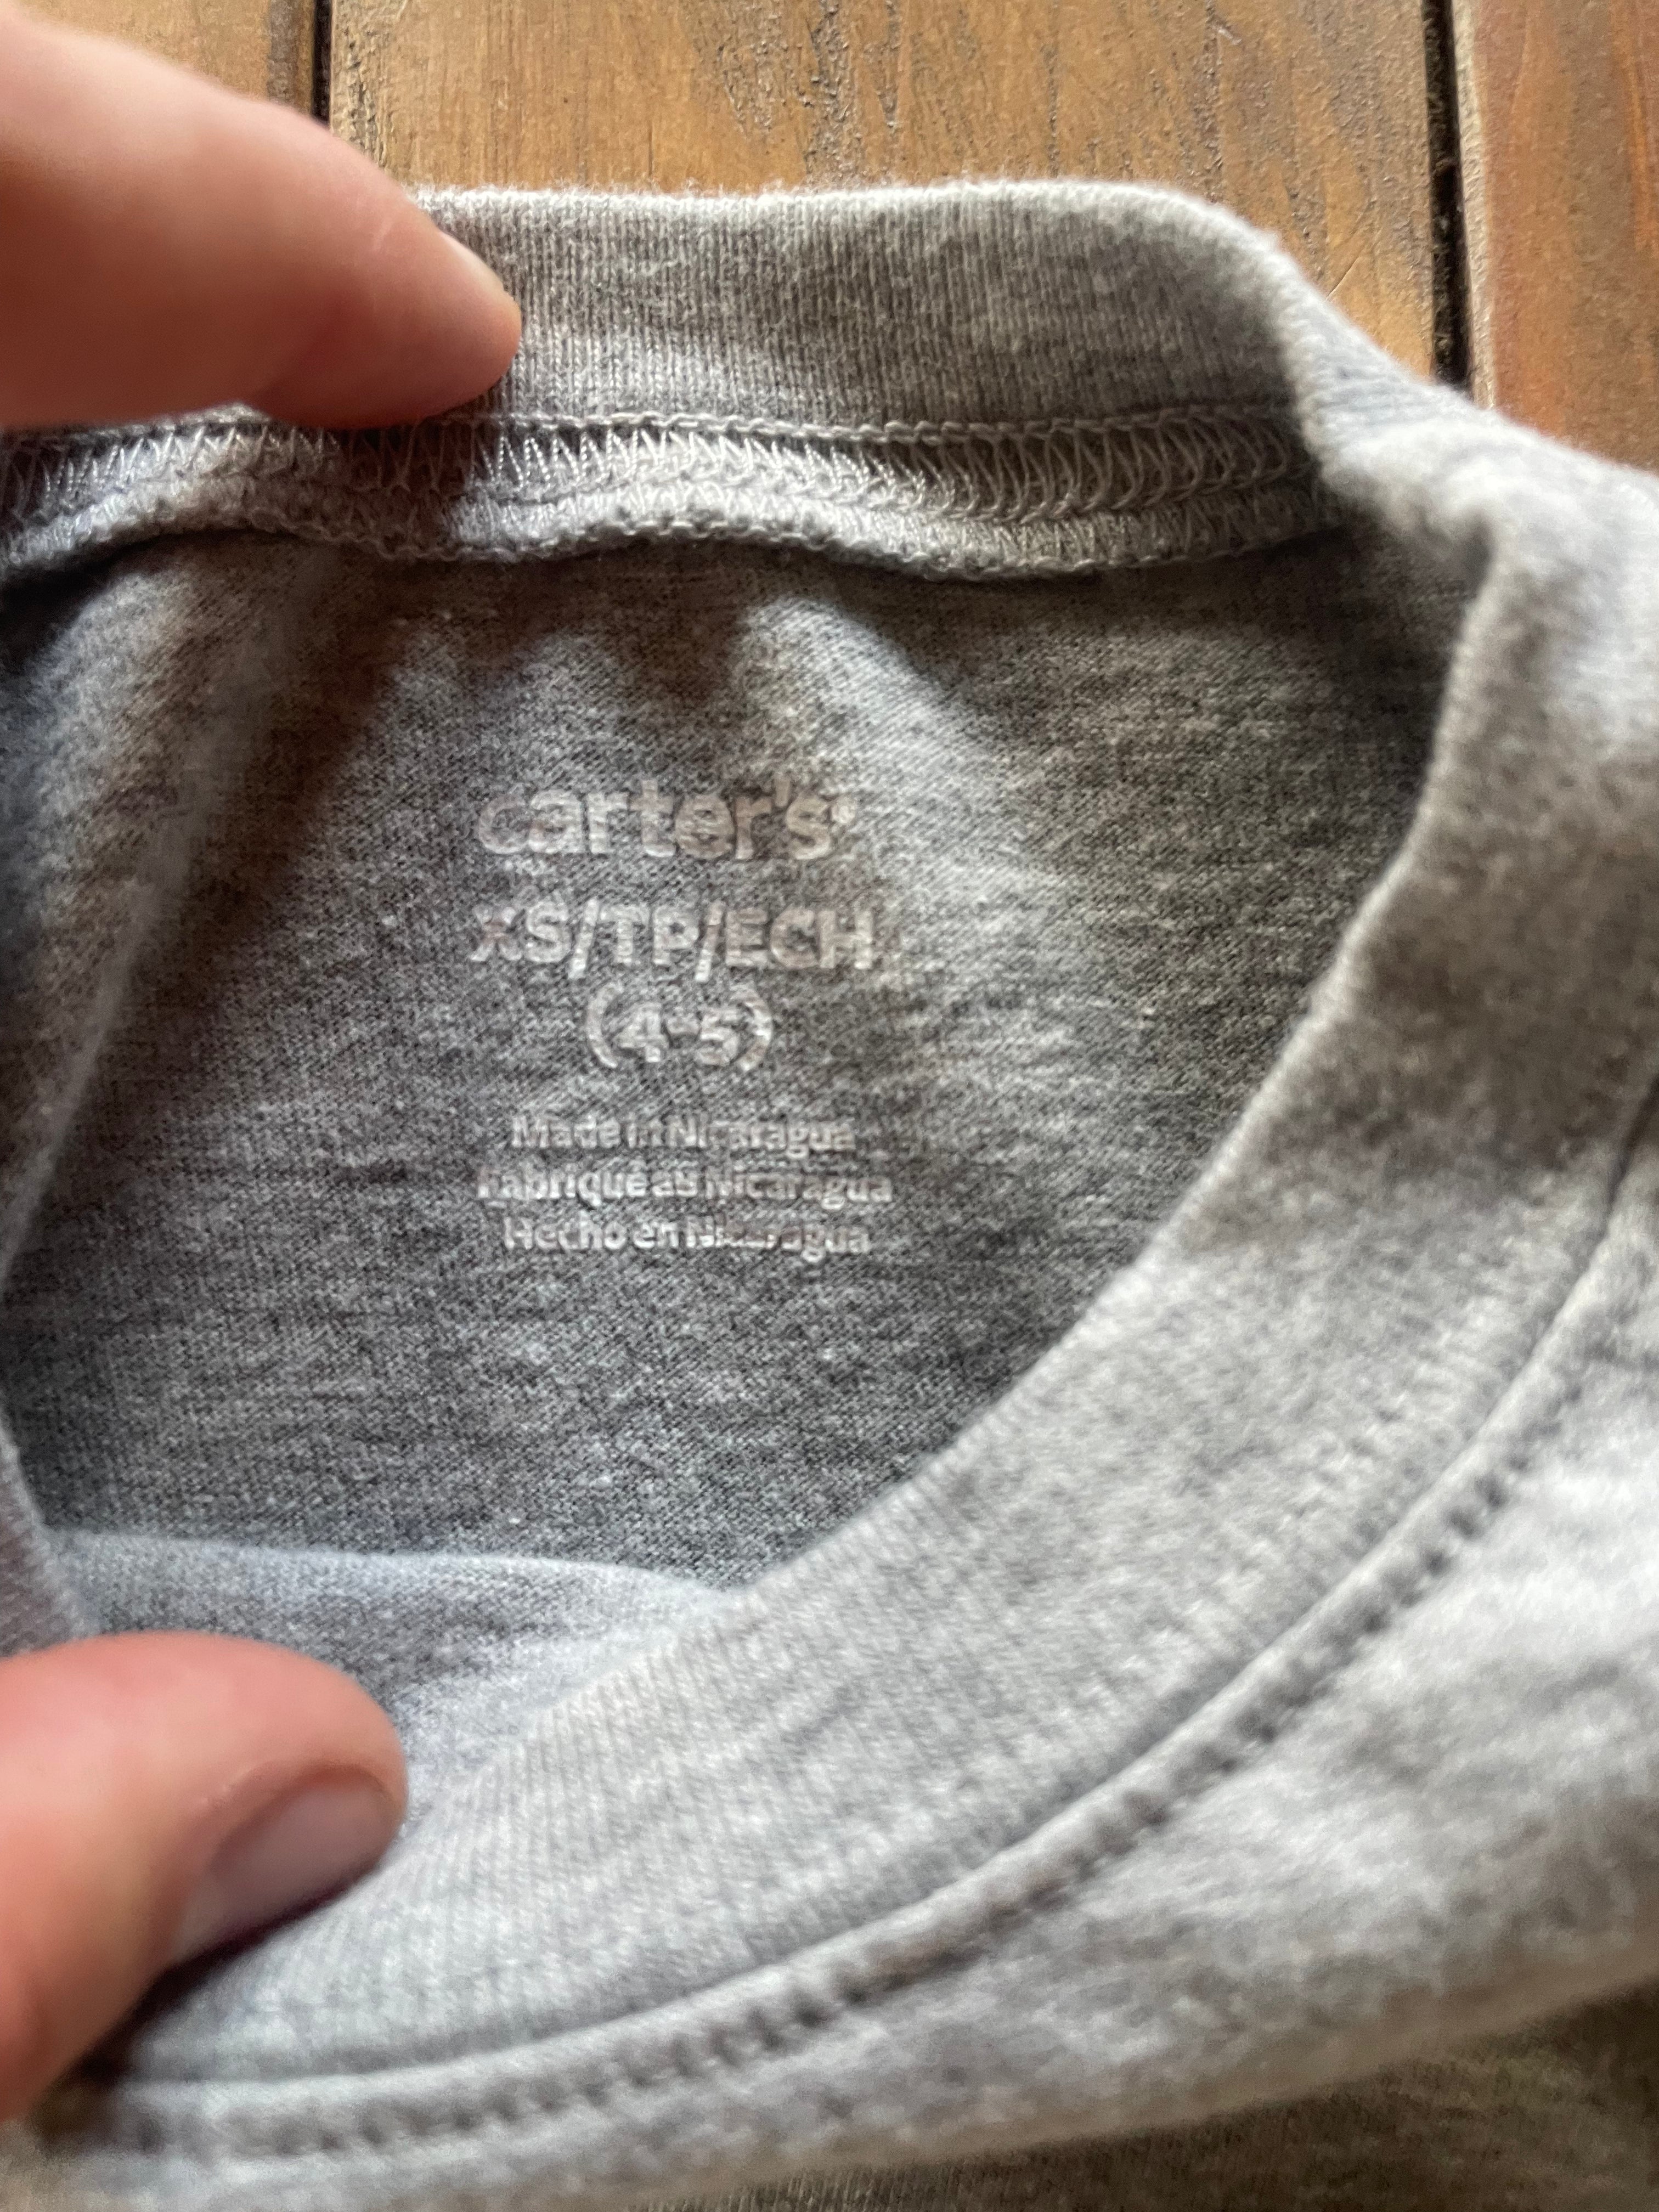 carter's®
XS/TP/ECH
(4-5)
Made in Nicaragua
Fabriqué au Nicaragua
Hecho en Nicaragua